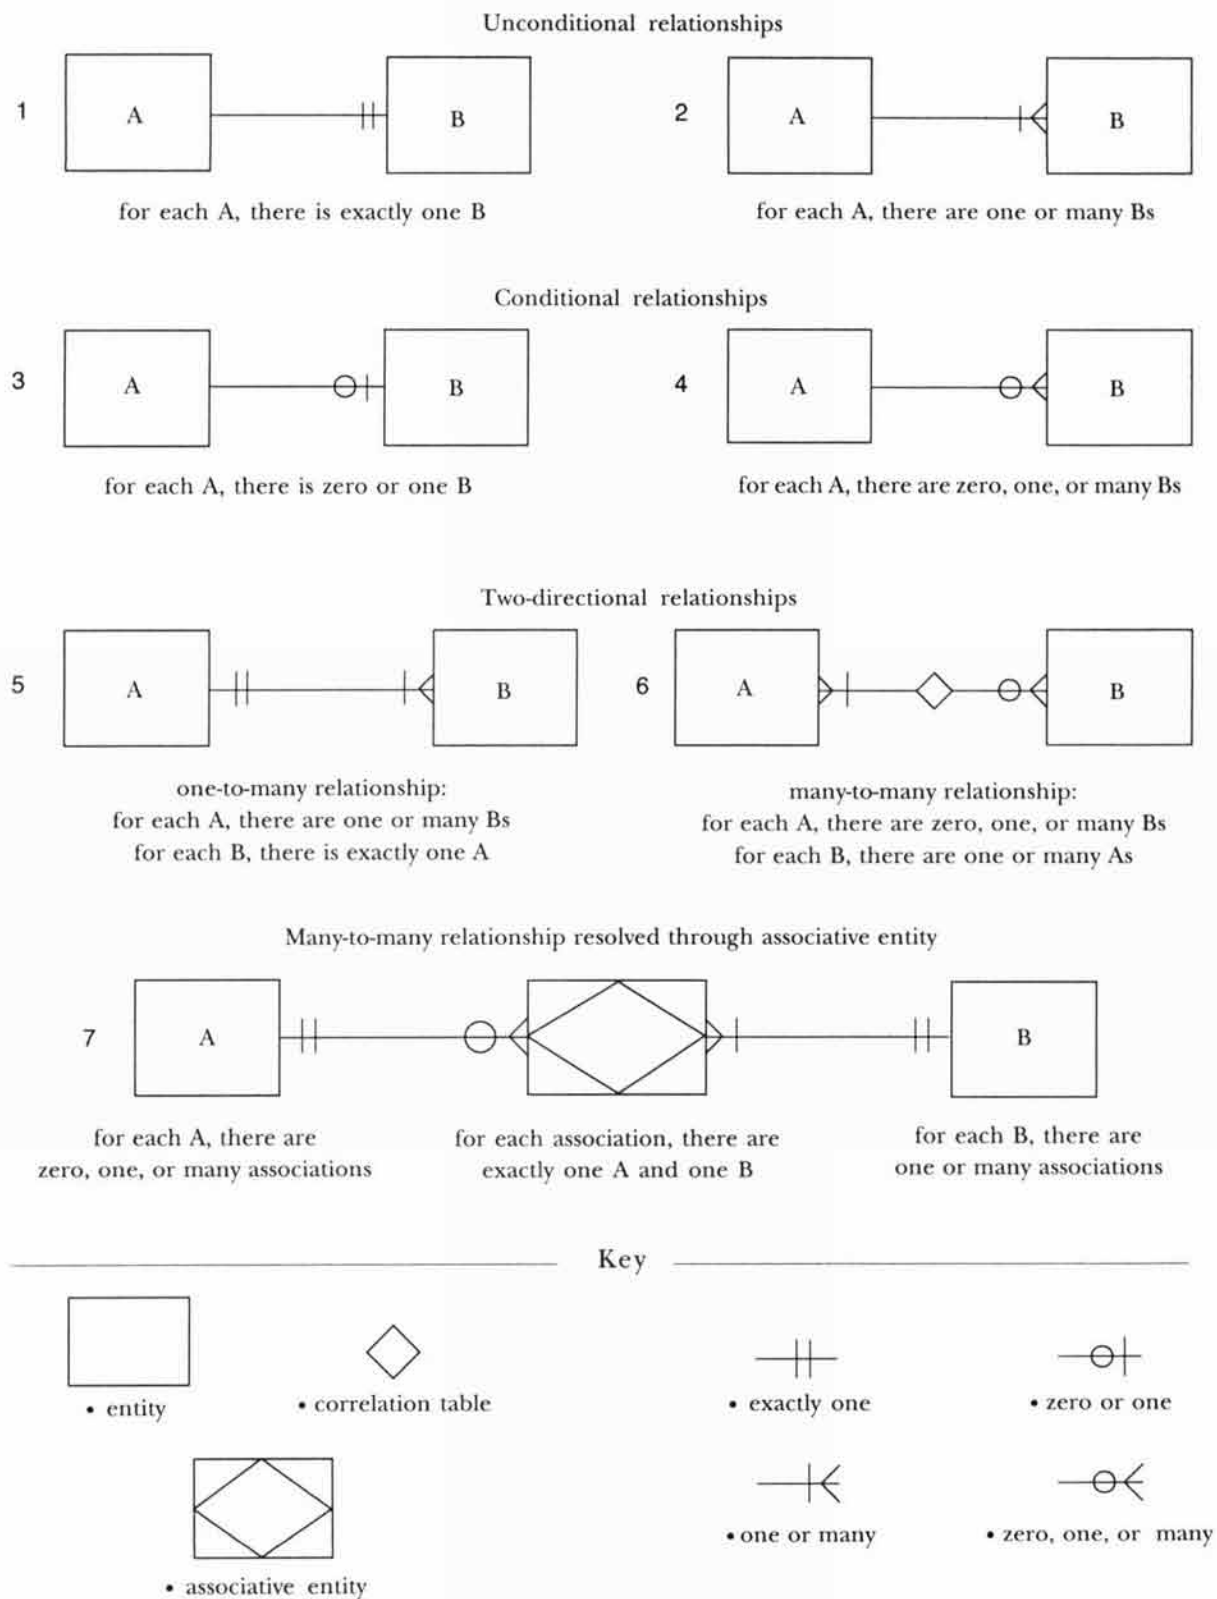 Unconditional relationships
1
A
B
for each A, there is exactly one B
2
A
B
for each A, there are one or many Bs
Conditional relationships
3
A
B
for each A, there is zero or one B
4
A
B
for each A, there are zero, one, or many Bs
Two-directional relationships
5
A
B
one-to-many relationship:
for each A, there are one or many Bs
for each B, there is exactly one A
6
A
B
many-to-many relationship:
for each A, there are zero, one, or many Bs
for each B, there are one or many As
Many-to-many relationship resolved through associative entity
7
A
B
for each A, there are
zero, one, or many associations
for each association, there are
exactly one A and one B
for each B, there are
one or many associations
Key
• entity
• correlation table
• exactly one
• zero or one
• associative entity
• one or many
• zero, one, or many